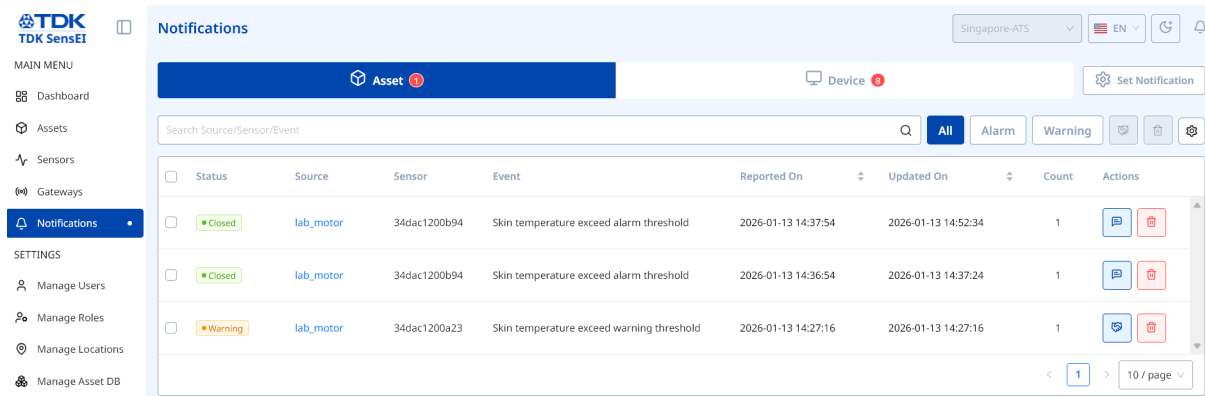 TDK
TDK SensEI
MAIN MENU
Dashboard
Assets
Sensors
Gateways
Notifications
SETTINGS
Manage Users
Manage Roles
Manage Locations
Manage Asset DB
Notifications
Singapore-ATS
EN
Asset 1
Device 8
Set Notification
Search Source/Sensor/Event
All
Alarm
Warning
Status Source Sensor Event Reported On Updated On Count Actions
Closed lab_motor 34dac1200b94 Skin temperature exceed alarm threshold 2026-01-13 14:37:54 2026-01-13 14:52:34 1
Closed lab_motor 34dac1200b94 Skin temperature exceed alarm threshold 2026-01-13 14:36:54 2026-01-13 14:37:24 1
Warning lab_motor 34dac1200a23 Skin temperature exceed warning threshold 2026-01-13 14:27:16 2026-01-13 14:27:16 1
< 1 > 10 / page